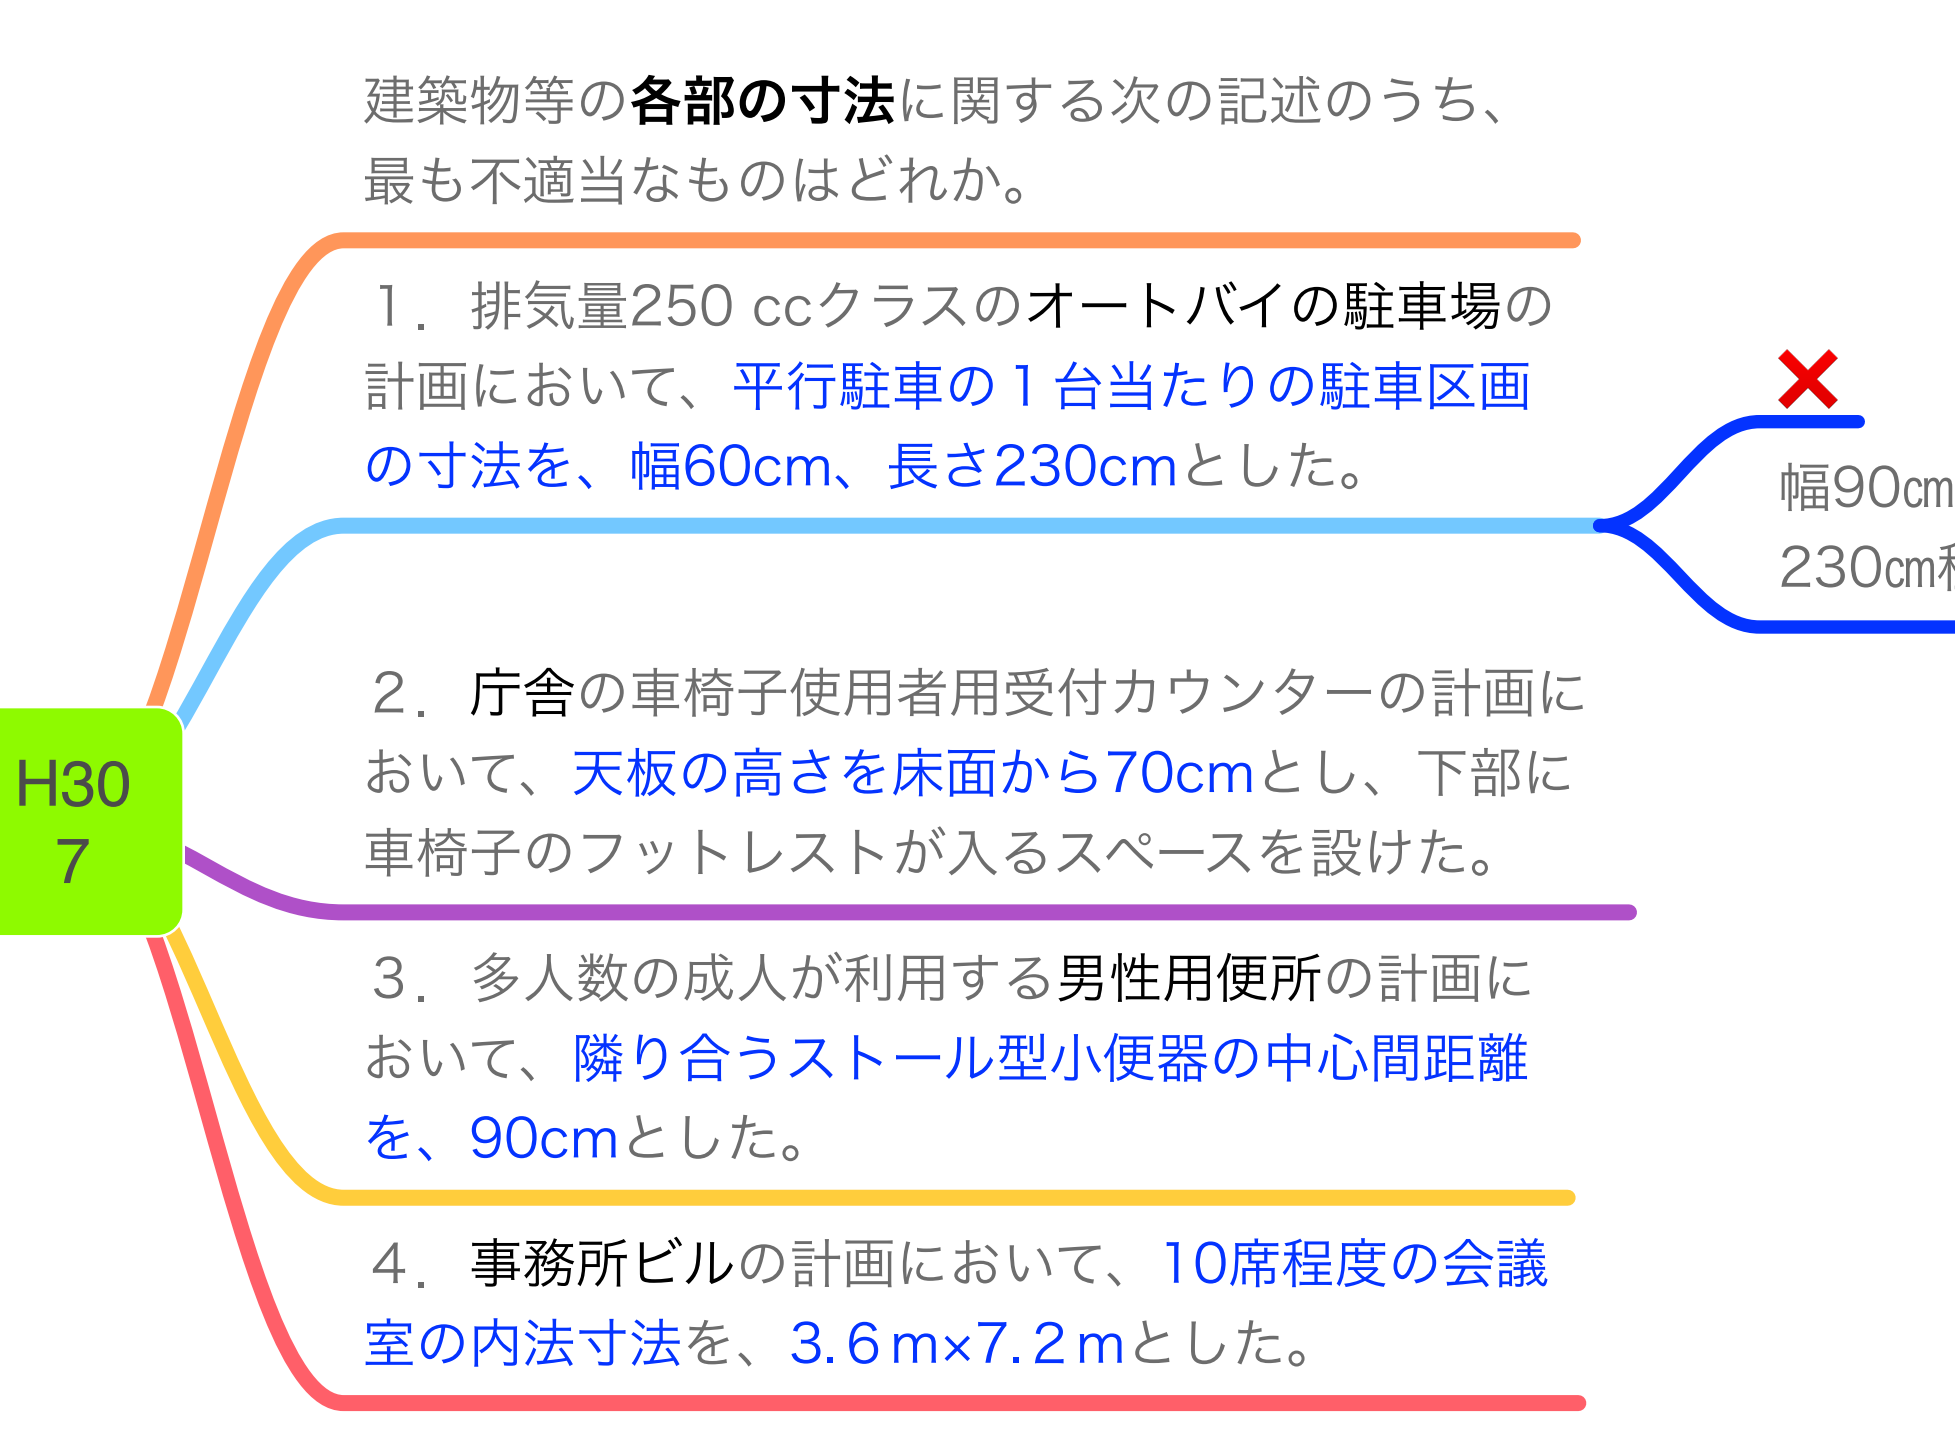 建築物等の各部の寸法に関する次の記述のうち、
最も不適当なものはどれか。
１．排気量250 ccクラスのオートバイの駐車場の
計画において、平行駐車の１台当たりの駐車区画
の寸法を、幅60cm、長さ230cmとした。
×
幅90㎝
230㎝
H30
7
２．庁舎の車椅子使用者用受付カウンターの計画に
おいて、天板の高さを床面から70cmとし、下部に
車椅子のフットレストが入るスペースを設けた。
３．多人数の成人が利用する男性用便所の計画に
おいて、隣り合うストール型小便器の中心間距離
を、90cmとした。
４．事務所ビルの計画において、10席程度の会議
室の内法寸法を、３.６ｍ×７.２ｍとした。